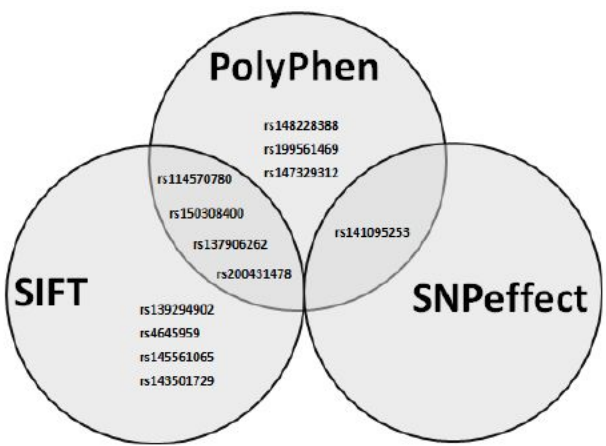 PolyPhen
rs148228388
rs199561469
rs147329312
rs114570780
rs150308400
rs137906262
rs200431478
rs141095253
SIFT
SNPeffect
rs139294902
rs4645959
rs145561065
rs143501729